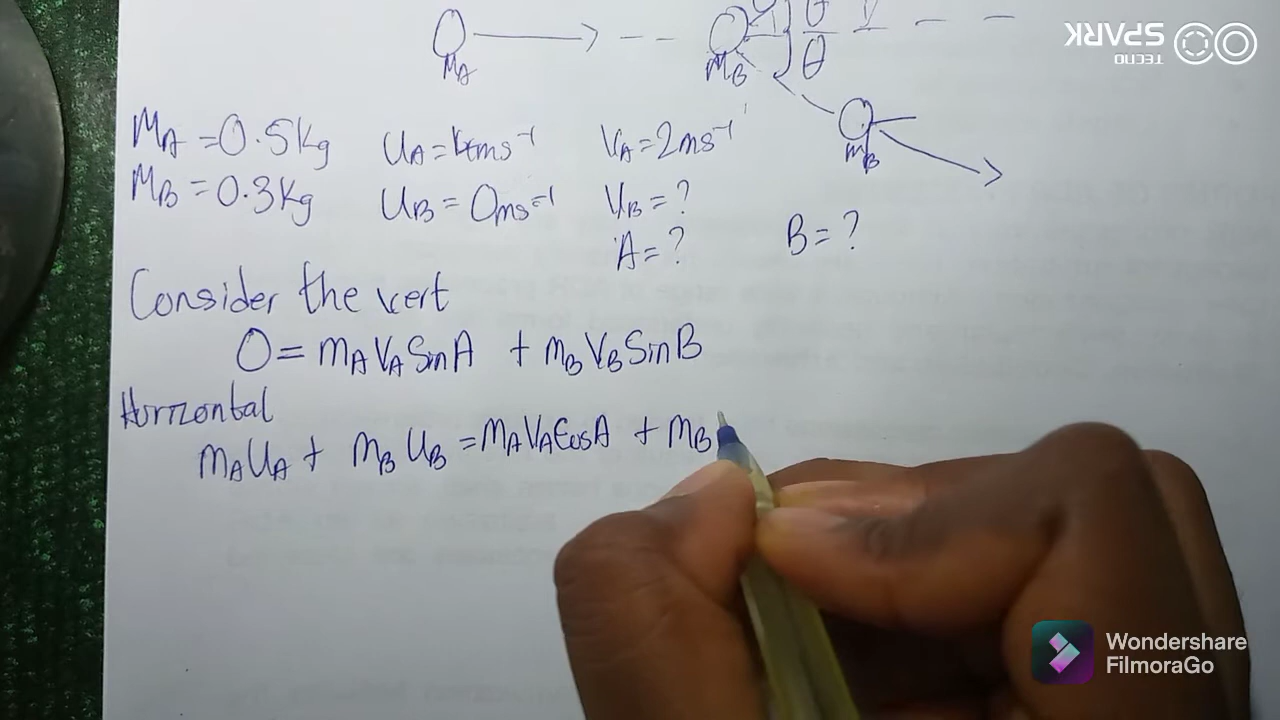 TECNO
SPARK
θ
θ
MA
MB
MB
MA = 0.5kg UA = 4ms⁻¹ VA = 2ms⁻¹
MB = 0.3kg UB = 0ms⁻¹ VB = ?
A = ? B = ?
Consider the vert
0 = MAVASinA + MBVBSinB
Horizontal
MAUA + MBUB = MAVACosA + MB
Wondershare
FilmoraGo